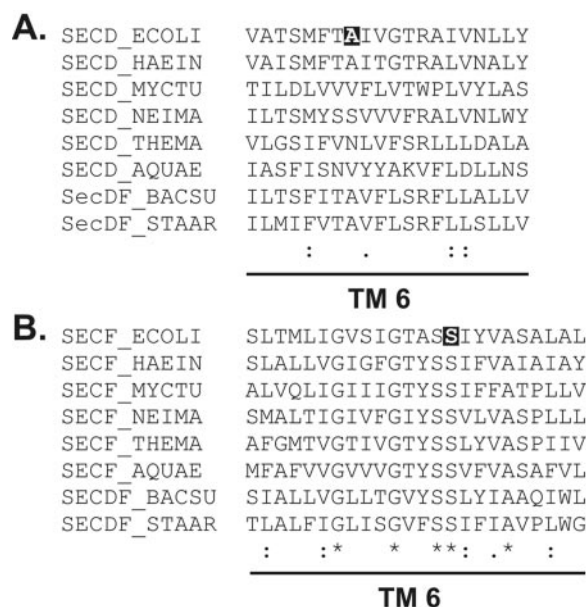 A.
SECD_ECOLI VATSMFTAIVGTRAIVNLLY
SECD_HAEIN VAISMFTAITGTRALVNALY
SECD_MYCTU TILDLVVVFLVTWPLVYLAS
SECD_NEIMA ILTSMYSSVVVFRALVNLWY
SECD_THEMA VLGSIFVNLVFSRLLLDALA
SECD_AQUAE IASFISNVYYAKVFLDLLNS
SecDF_BACSU ILTSFITAVFLSRFLLALLV
SecDF_STAAR ILMIFVTAVFLSRFLLSLLV
: . ::
TM 6
B.
SECF_ECOLI SLTMLIGVSIGTASSIYVASALAL
SECF_HAEIN SLALLVGIGFGTYSSIFVAIAIAY
SECF_MYCTU ALVQLIGIIIGTYSSIFFATPLLV
SECF_NEIMA SMALTIGIVFGIYSSVLVASPLLL
SECF_THEMA AFGMTVGTIVGTYSSLYVASPIIV
SECF_AQUAE MFAFVVGVVVGTYSSVFVASAFVL
SECDF_BACSU SIALLVGLLTGVYSSLYIAAQIWL
SECDF_STAAR TLALFIGLISGVFSSIFIAVPLWG
: :* * ** : .* :
TM 6